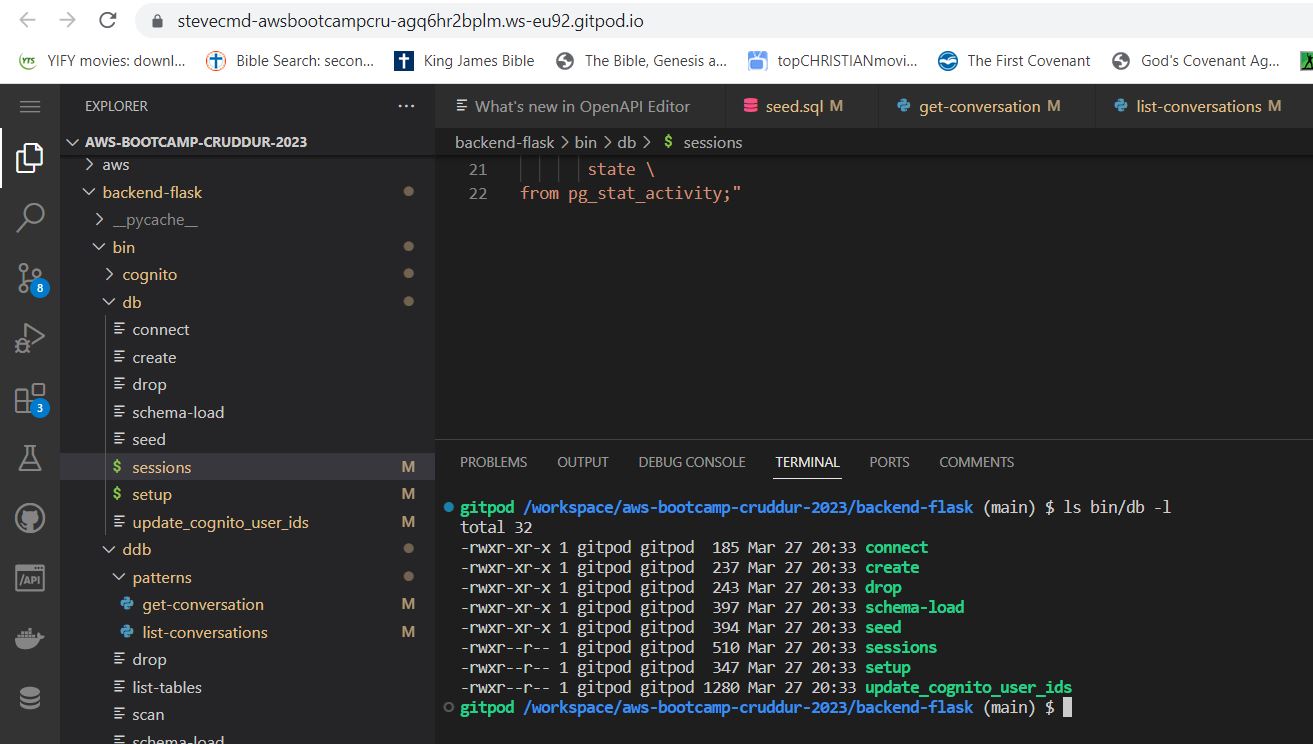 stevecmd-awsbootcampcru-agq6hr2bplm.ws-eu92.gitpod.io
YTS YIFY movies: downl... Bible Search: secon... King James Bible The Bible, Genesis a... topCHRISTIANmovi... The First Covenant God's Covenant Ag...
EXPLORER ...
What's new in OpenAPI Editor seed.sql M get-conversation M list-conversations M
AWS-BOOTCAMP-CRUDDUR-2023
backend-flask > bin > db > $ sessions
aws
backend-flask
__pycache__
bin
cognito
db
connect
create
drop
schema-load
seed
$ sessions M
$ setup M
update_cognito_user_ids M
ddb
patterns
get-conversation M
list-conversations M
drop
list-tables
scan
schema-load
8
3
/API
21 state \
22 from pg_stat_activity;"
PROBLEMS OUTPUT DEBUG CONSOLE TERMINAL PORTS COMMENTS
gitpod /workspace/aws-bootcamp-cruddur-2023/backend-flask (main) $ ls bin/db -l
total 32
-rwxr-xr-x 1 gitpod gitpod 185 Mar 27 20:33 connect
-rwxr-xr-x 1 gitpod gitpod 237 Mar 27 20:33 create
-rwxr-xr-x 1 gitpod gitpod 243 Mar 27 20:33 drop
-rwxr-xr-x 1 gitpod gitpod 397 Mar 27 20:33 schema-load
-rwxr-xr-x 1 gitpod gitpod 394 Mar 27 20:33 seed
-rwxr--r-- 1 gitpod gitpod 510 Mar 27 20:33 sessions
-rwxr--r-- 1 gitpod gitpod 347 Mar 27 20:33 setup
-rwxr--r-- 1 gitpod gitpod 1280 Mar 27 20:33 update_cognito_user_ids
gitpod /workspace/aws-bootcamp-cruddur-2023/backend-flask (main) $